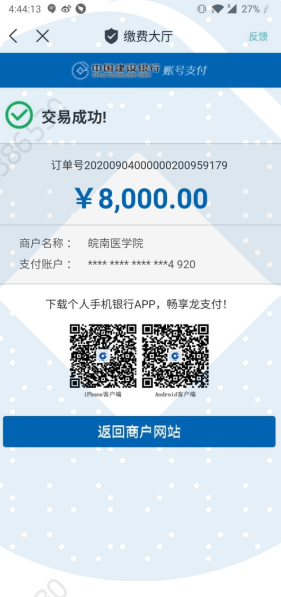 4:44:13
27%
缴费大厅
反馈
中国建设银行 账号支付
交易成功!
订单号20200904000000200959179
￥8,000.00
商户名称： 皖南医学院
支付账户： **** **** **** ***4 920
下载个人手机银行APP，畅享龙支付！
iPhone客户端
Android客户端
返回商户网站